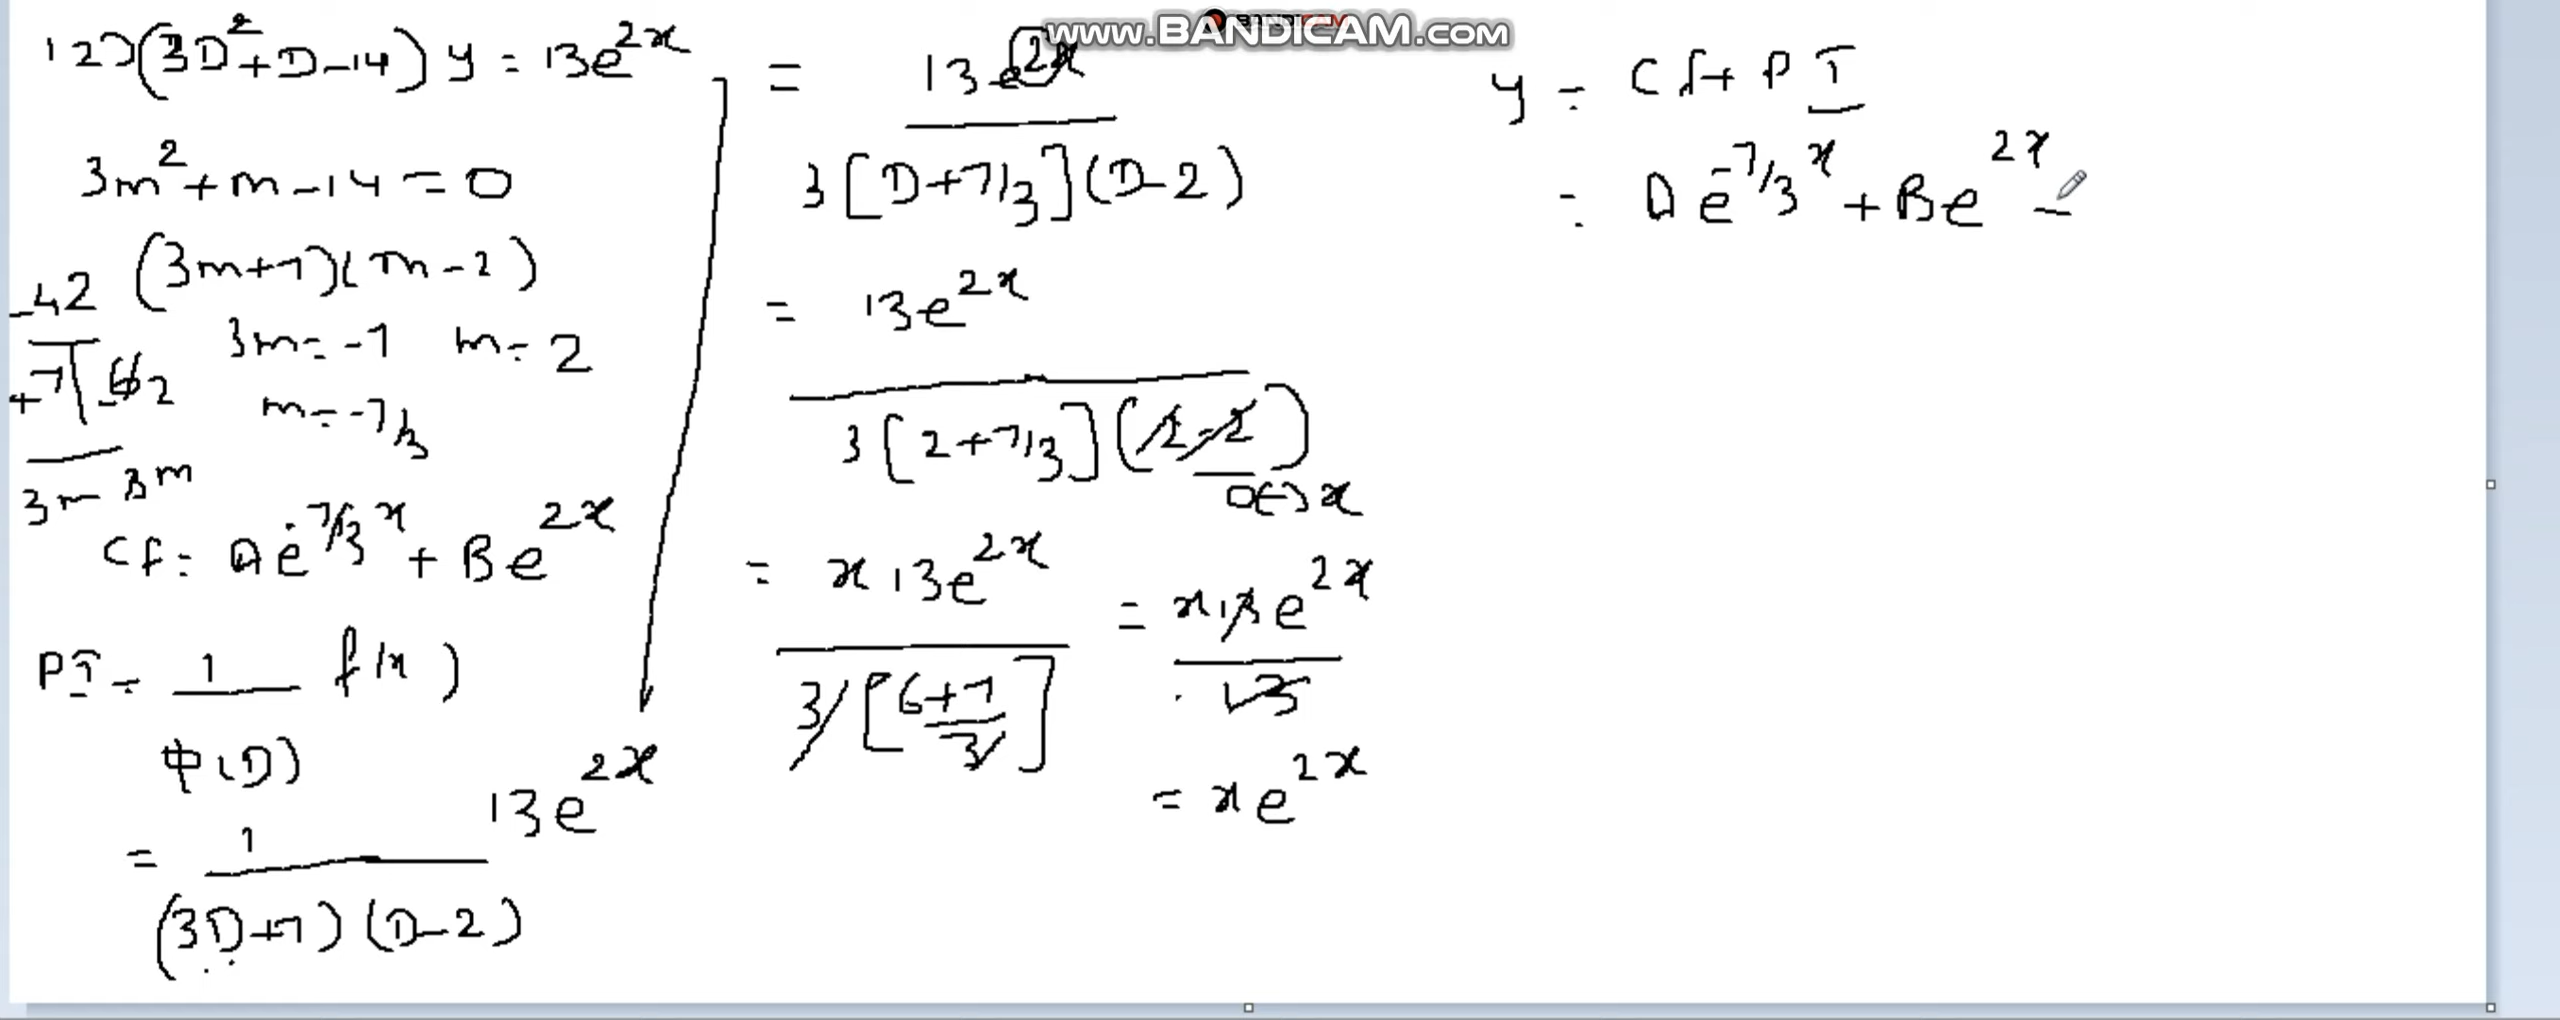 www.BANDICAM.com
12) (3D²+D-14) y = 13e^2x
3m²+m-14=0
(3m+7)(m-2)
-42
+7 | -6 2
3m 3m
3m=-7 m=2
m=-7/3
CF= Ae^-7/3 x + Be^2x
PI = 1/Φ(D) f(x)
= 1/(3D+7)(D-2) 13e^2x
= 13e^2x / 3[D+7/3](D-2)
= 13e^2x / 3[2+7/3](2-2)
0↔x
= x13e^2x / 3[6+7/3] = x13e^2x / 13
= xe^2x
y = Cf+PI
= Ae^-7/3 x + Be^2x -